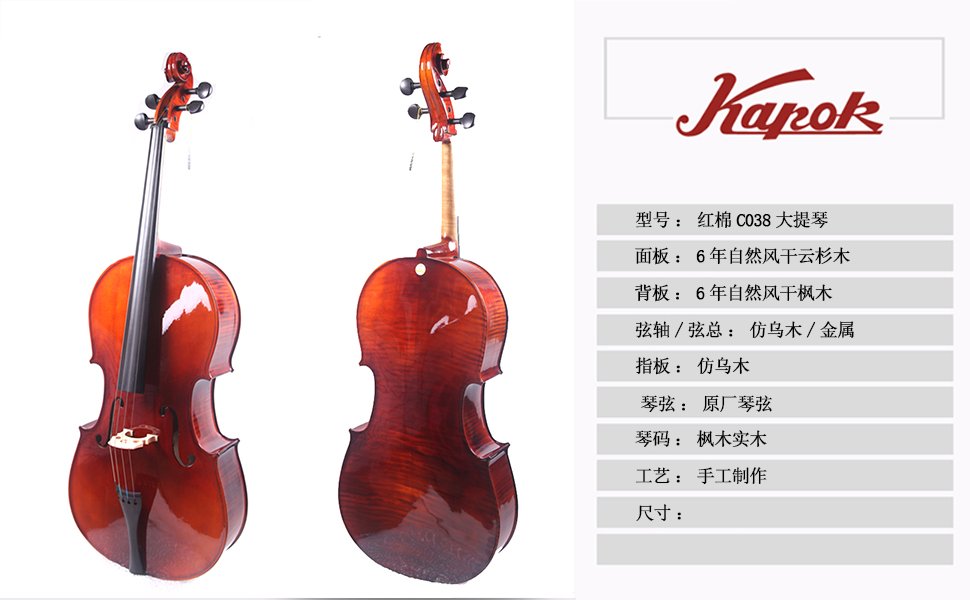 Kapok
型号： 红棉 C038 大提琴
面板： 6 年自然风干云杉木
背板： 6 年自然风干枫木
弦轴 / 弦总： 仿乌木 / 金属
指板： 仿乌木
琴弦： 原厂琴弦
琴码： 枫木实木
工艺： 手工制作
尺寸：